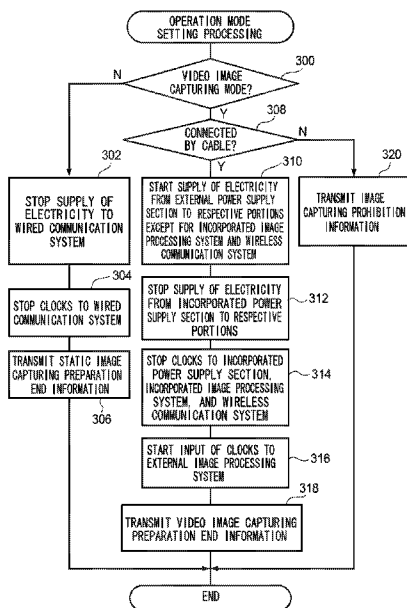 OPERATION MODE
SETTING PROCESSING
300
N
VIDEO IMAGE
CAPTURING MODE?
Y
308
CONNECTED
BY CABLE?
N
Y
302
STOP SUPPLY OF
ELECTRICITY TO
WIRED COMMUNICATION
SYSTEM
304
STOP CLOCKS TO WIRED
COMMUNICATION SYSTEM
TRANSMIT STATIC IMAGE
CAPTURING PREPARATION
END INFORMATION
306
310
START SUPPLY OF ELECTRICITY
FROM EXTERNAL POWER SUPPLY
SECTION TO RESPECTIVE PORTIONS
EXCEPT FOR INCORPORATED IMAGE
PROCESSING SYSTEM AND WIRELESS
COMMUNICATION SYSTEM
320
TRANSMIT IMAGE
CAPTURING PROHIBITION
INFORMATION
312
STOP SUPPLY OF ELECTRICITY
FROM INCORPORATED POWER
SUPPLY SECTION TO RESPECTIVE
PORTIONS
314
STOP CLOCKS TO INCORPORATED
POWER SUPPLY SECTION,
INCORPORATED IMAGE PROCESSING
SYSTEM, AND WIRELESS
COMMUNICATION SYSTEM
316
START INPUT OF CLOCKS TO
EXTERNAL IMAGE PROCESSING
SYSTEM
318
TRANSMIT VIDEO IMAGE CAPTURING
PREPARATION END INFORMATION
END